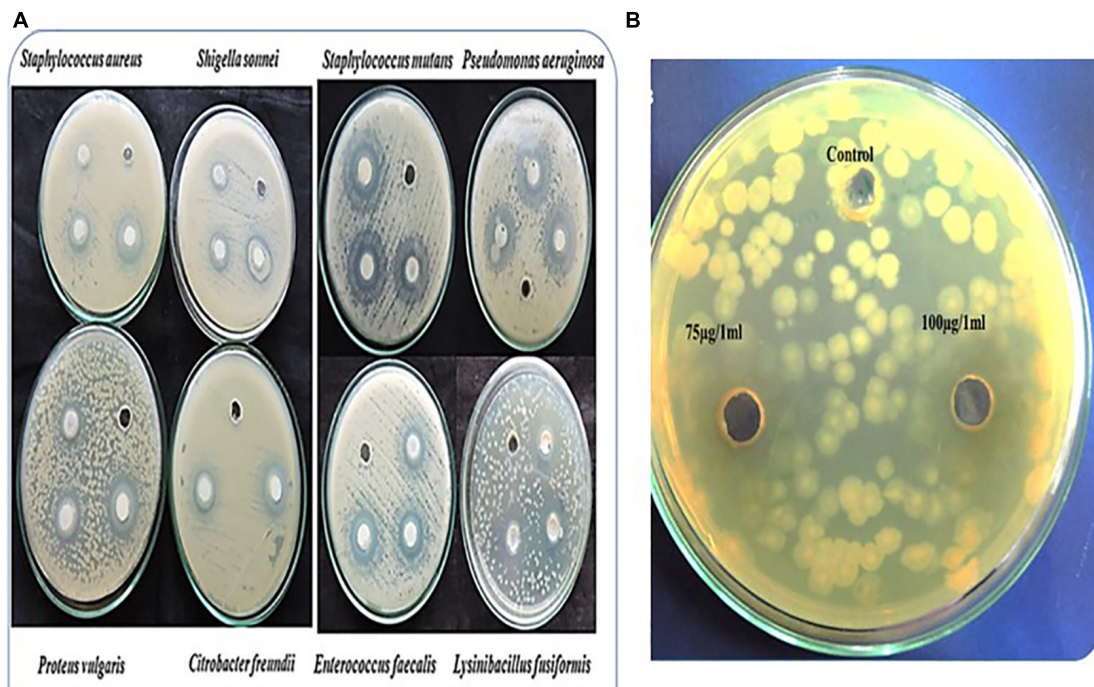 A
B
Staphylococcus aureus
Shigella sonnei
Staphylococcus mutans
Pseudomonas aeruginosa
Control
75µg/1ml
100µg/1ml
Proteus vulgaris
Citrobacter freundii
Enterococcus faecalis
Lysinibacillus fusiformis